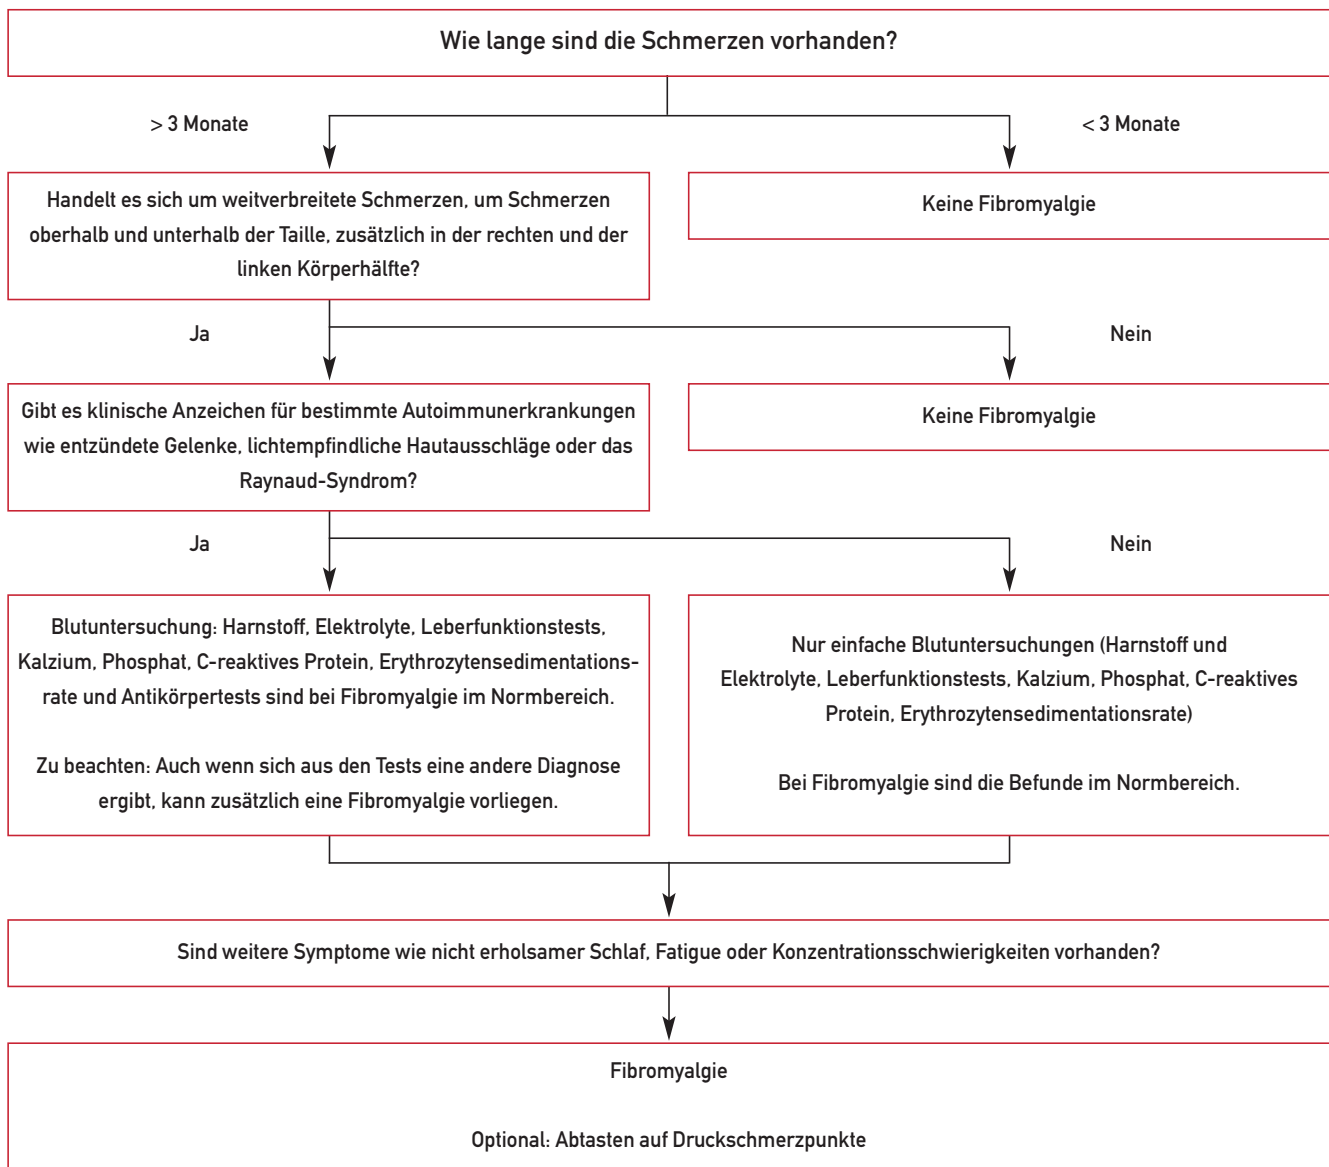 Wie lange sind die Schmerzen vorhanden?
> 3 Monate
< 3 Monate
Handelt es sich um weitverbreitete Schmerzen, um Schmerzen
oberhalb und unterhalb der Taille, zusätzlich in der rechten und der
linken Körperhälfte?
Keine Fibromyalgie
Ja
Nein
Gibt es klinische Anzeichen für bestimmte Autoimmunerkrankungen
wie entzündete Gelenke, lichtempfindliche Hautausschläge oder das
Raynaud-Syndrom?
Keine Fibromyalgie
Ja
Nein
Blutuntersuchung: Harnstoff, Elektrolyte, Leberfunktionstests,
Kalzium, Phosphat, C-reaktives Protein, Erythrozytensedimentations-
rate und Antikörpertests sind bei Fibromyalgie im Normbereich.
Zu beachten: Auch wenn sich aus den Tests eine andere Diagnose
ergibt, kann zusätzlich eine Fibromyalgie vorliegen.
Nur einfache Blutuntersuchungen (Harnstoff und
Elektrolyte, Leberfunktionstests, Kalzium, Phosphat, C-reaktives
Protein, Erythrozytensedimentationsrate)
Bei Fibromyalgie sind die Befunde im Normbereich.
Sind weitere Symptome wie nicht erholsamer Schlaf, Fatigue oder Konzentrationsschwierigkeiten vorhanden?
Fibromyalgie
Optional: Abtasten auf Druckschmerzpunkte